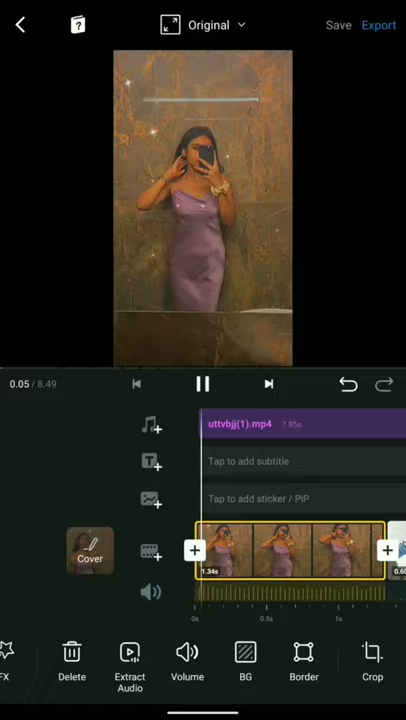 Original
Save
Export
0.05 / 8.49
uttvbjj(1).mp4 7.85s
Tap to add subtitle
Tap to add sticker / PiP
Cover
1.34s
0.60
0s 0.5s 1s
FX
Delete
Extract Audio
Volume
BG
Border
Crop